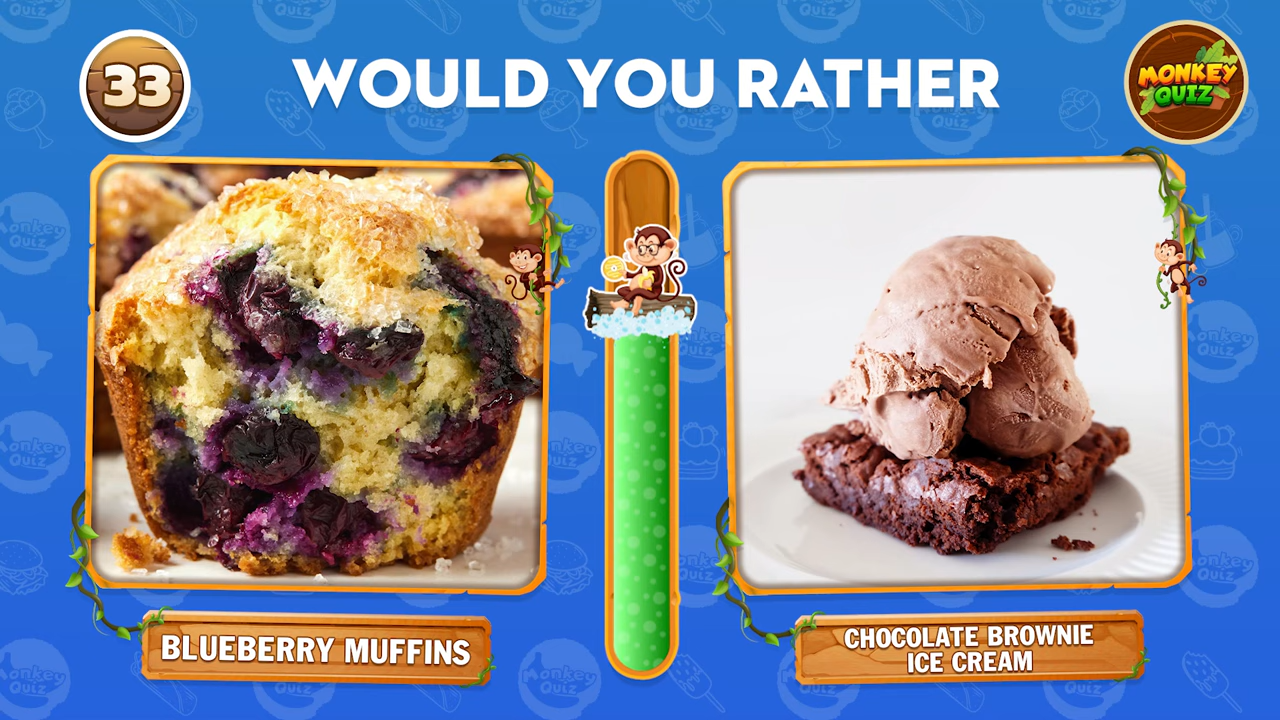 33
WOULD YOU RATHER
MONKEY
QUIZ
BLUEBERRY MUFFINS
CHOCOLATE BROWNIE
ICE CREAM